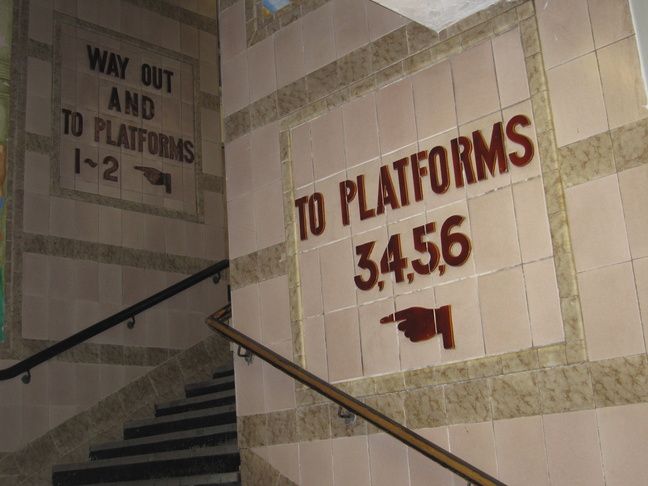 WAY OUT
AND
TO PLATFORMS
1~2
TO PLATFORMS
3,4,5,6